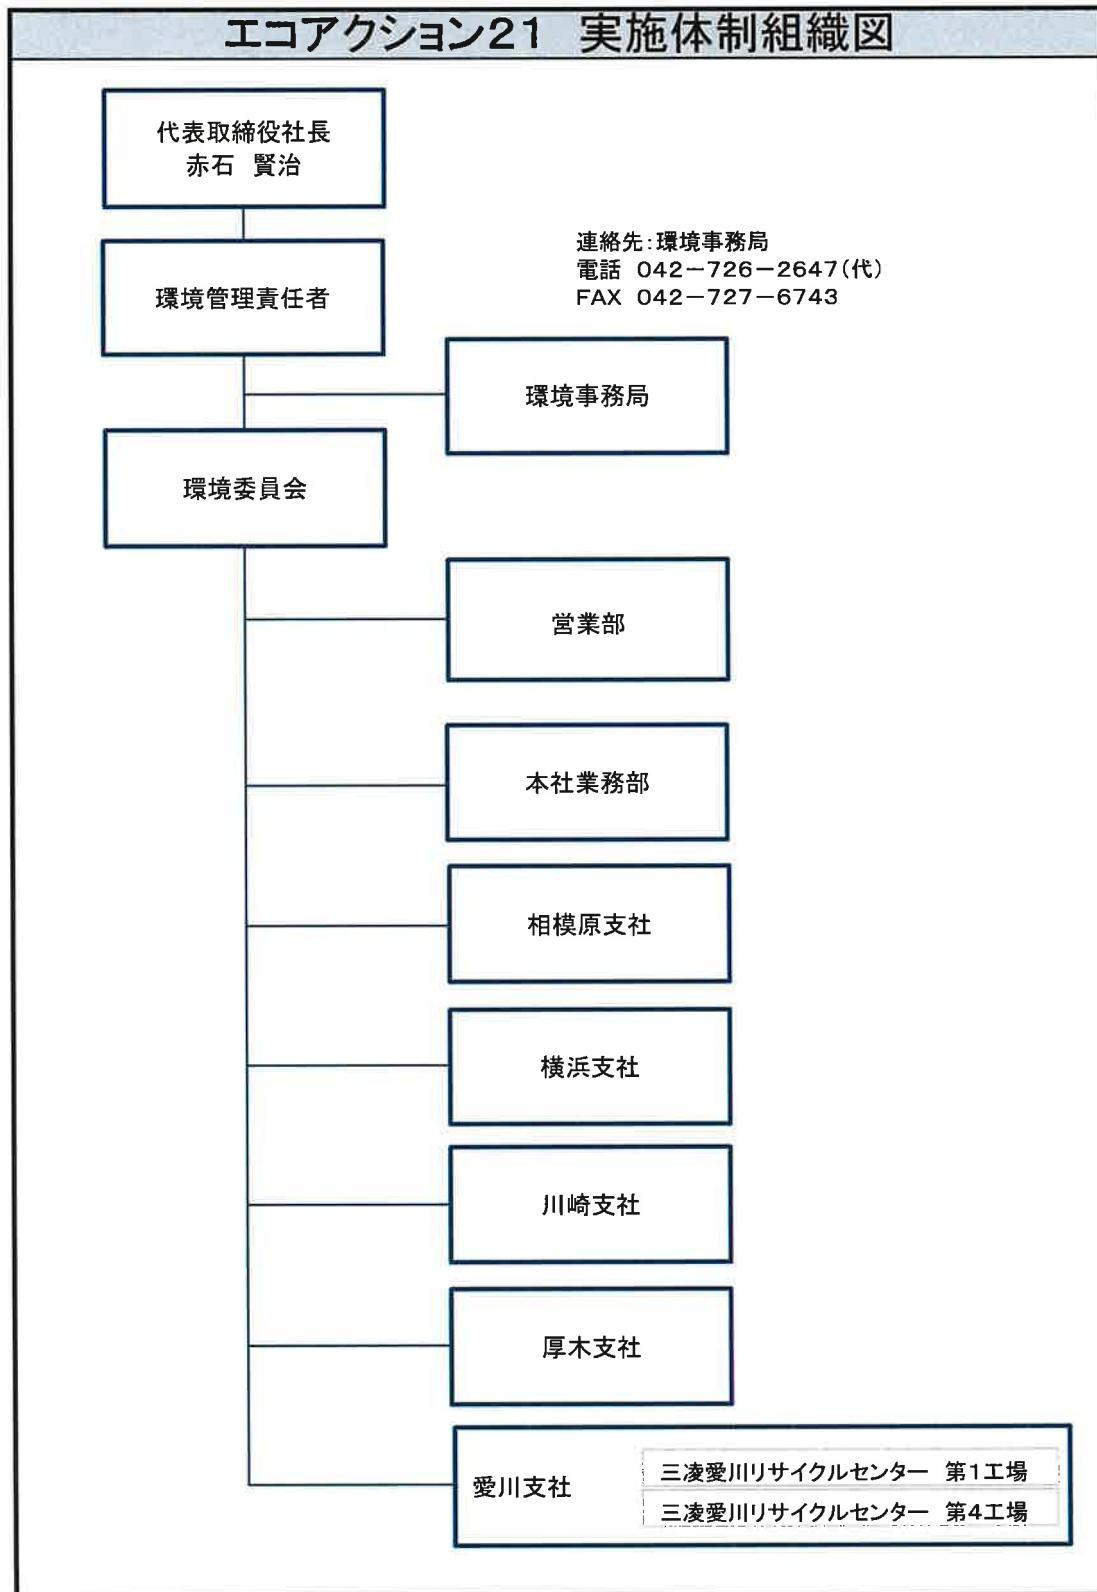 エコアクション21 実施体制組織図
代表取締役社長
赤石 賢治
環境管理責任者
連絡先:環境事務局
電話 042-726-2647(代)
FAX 042-727-6743
環境事務局
環境委員会
営業部
本社業務部
相模原支社
横浜支社
川崎支社
厚木支社
愛川支社
三凌愛川リサイクルセンター 第1工場
三凌愛川リサイクルセンター 第4工場